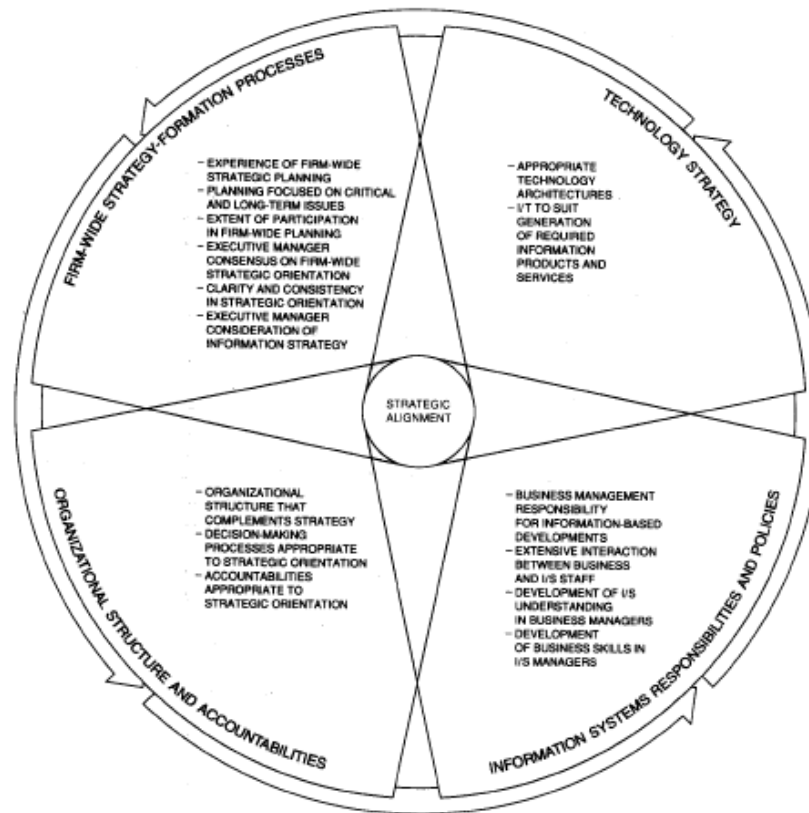 FIRM-WIDE STRATEGY-FORMATION PROCESSES
– EXPERIENCE OF FIRM-WIDE
STRATEGIC PLANNING
– PLANNING FOCUSED ON CRITICAL
AND LONG-TERM ISSUES
– EXTENT OF PARTICIPATION
IN FIRM-WIDE PLANNING
– EXECUTIVE MANAGER
CONSENSUS ON FIRM-WIDE
STRATEGIC ORIENTATION
– CLARITY AND CONSISTENCY
IN STRATEGIC ORIENTATION
– EXECUTIVE MANAGER
CONSIDERATION OF
INFORMATION STRATEGY
TECHNOLOGY STRATEGY
– APPROPRIATE
TECHNOLOGY
ARCHITECTURES
– I/T TO SUIT
GENERATION
OF REQUIRED
INFORMATION
PRODUCTS AND
SERVICES
STRATEGIC
ALIGNMENT
ORGANIZATIONAL STRUCTURE AND ACCOUNTABILITIES
– ORGANIZATIONAL
STRUCTURE THAT
COMPLEMENTS STRATEGY
– DECISION-MAKING
PROCESSES APPROPRIATE
TO STRATEGIC ORIENTATION
– ACCOUNTABILITIES
APPROPRIATE TO
STRATEGIC ORIENTATION
INFORMATION SYSTEMS RESPONSIBILITIES AND POLICIES
– BUSINESS MANAGEMENT
RESPONSIBILITY
FOR INFORMATION-BASED
DEVELOPMENTS
– EXTENSIVE INTERACTION
BETWEEN BUSINESS
AND I/S STAFF
– DEVELOPMENT OF I/S
UNDERSTANDING
IN BUSINESS MANAGERS
– DEVELOPMENT
OF BUSINESS SKILLS IN
I/S MANAGERS